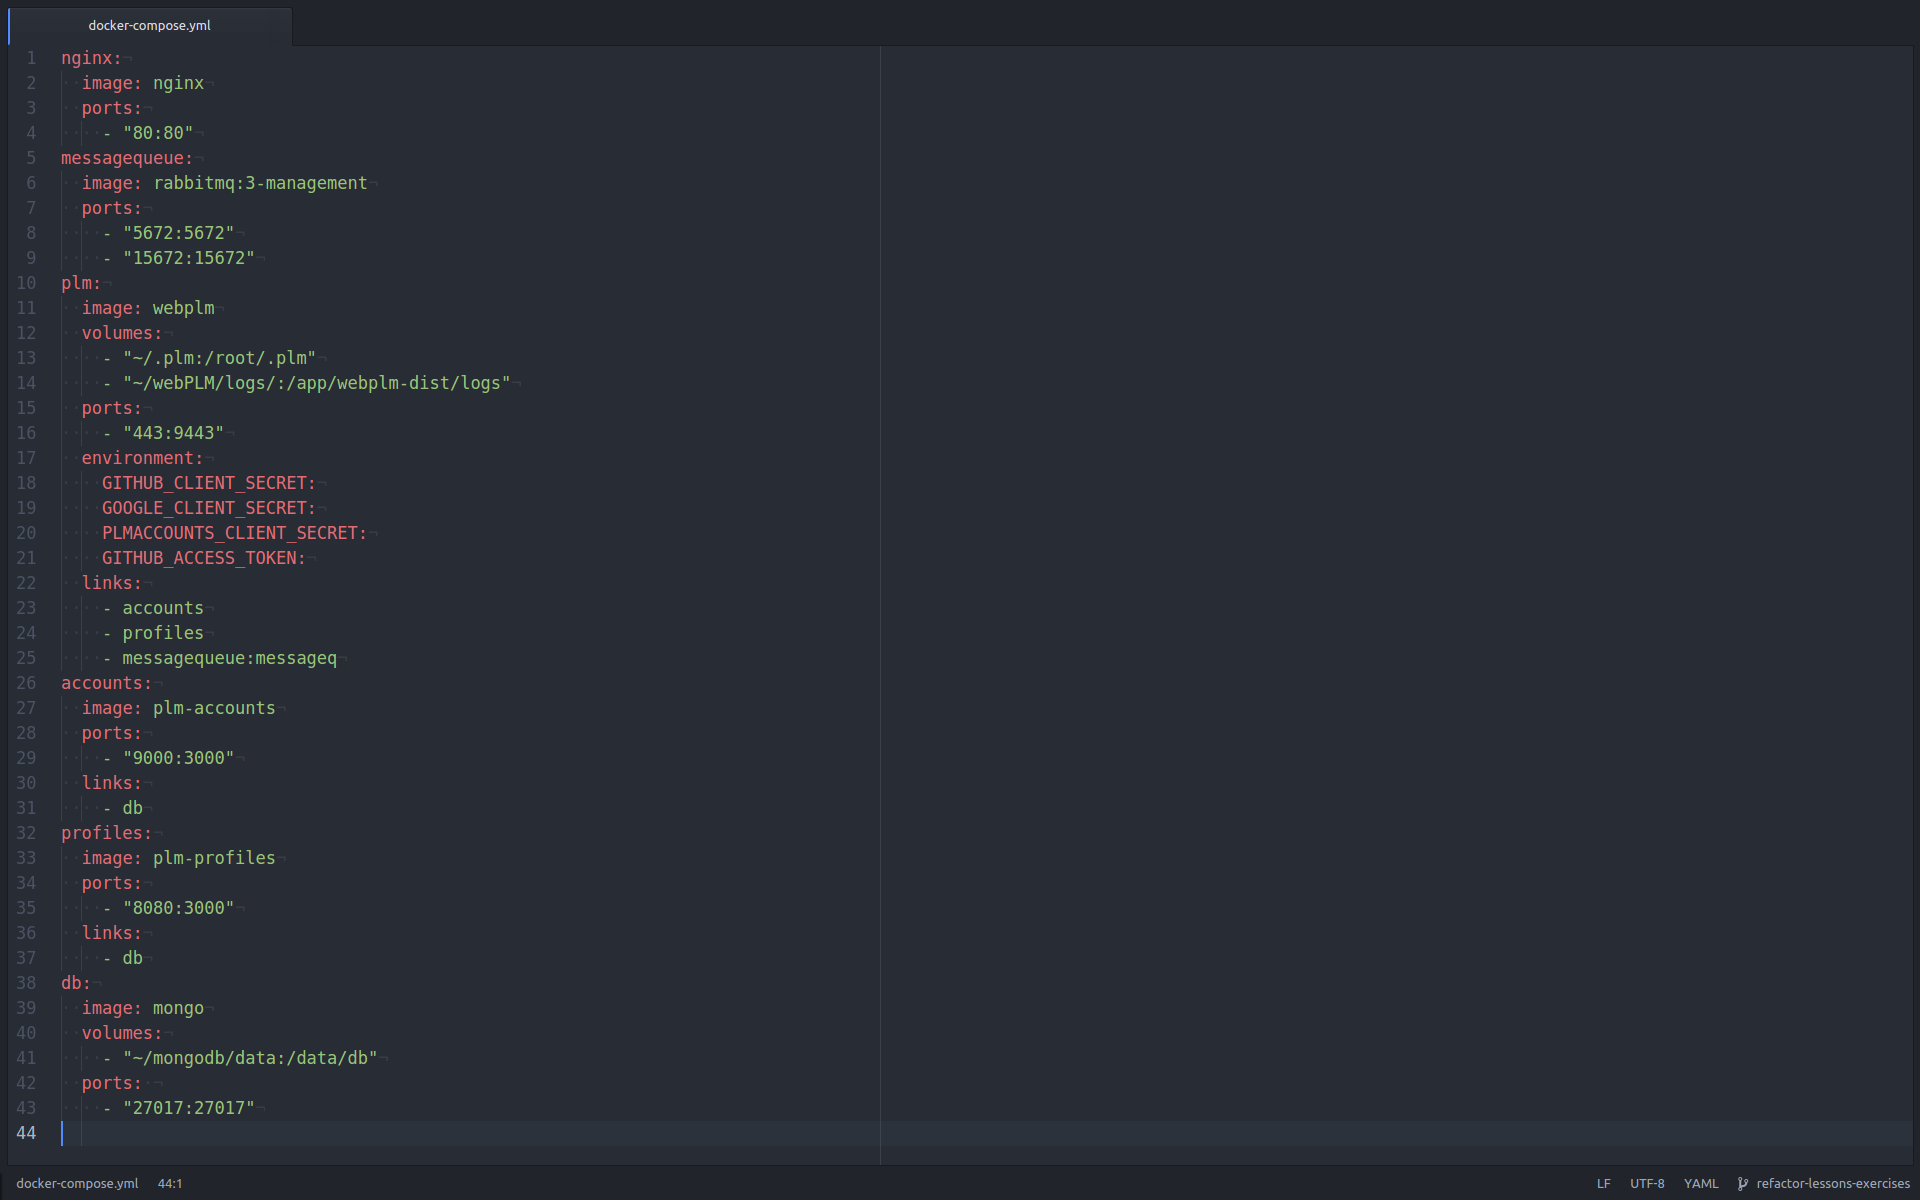 docker-compose.yml
1 nginx:
2   image: nginx
3   ports:
4     - "80:80"
5 messagequeue:
6   image: rabbitmq:3-management
7   ports:
8     - "5672:5672"
9     - "15672:15672"
10 plm:
11   image: webplm
12   volumes:
13     - "~/.plm:/root/.plm"
14     - "~/webPLM/logs/:/app/webplm-dist/logs"
15   ports:
16     - "443:9443"
17   environment:
18     GITHUB_CLIENT_SECRET:
19     GOOGLE_CLIENT_SECRET:
20     PLMACCOUNTS_CLIENT_SECRET:
21     GITHUB_ACCESS_TOKEN:
22   links:
23     - accounts
24     - profiles
25     - messagequeue:messageq
26 accounts:
27   image: plm-accounts
28   ports:
29     - "9000:3000"
30   links:
31     - db
32 profiles:
33   image: plm-profiles
34   ports:
35     - "8080:3000"
36   links:
37     - db
38 db:
39   image: mongo
40   volumes:
41     - "~/mongodb/data:/data/db"
42   ports:
43     - "27017:27017"
44
docker-compose.yml 44:1 LF UTF-8 YAML refactor-lessons-exercises